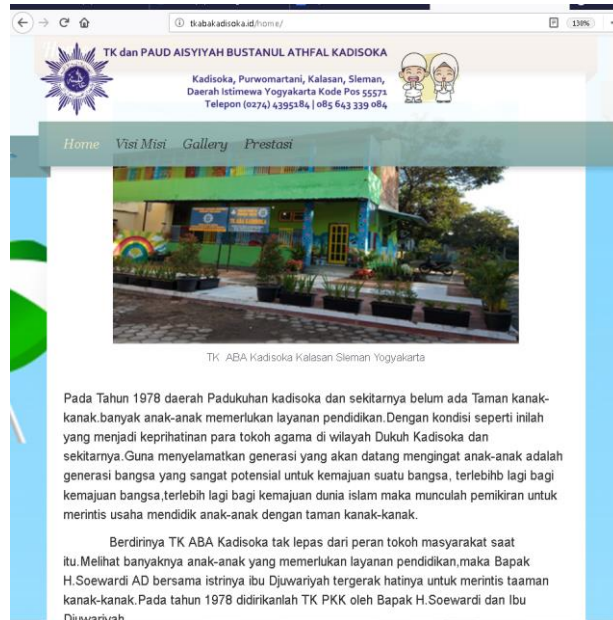 tkabakadisoka.id/home/
130%
TK dan PAUD AISYIYAH BUSTANUL ATHFAL KADISOKA
Kadisoka, Purwomartani, Kalasan, Sleman,
Daerah Istimewa Yogyakarta Kode Pos 55571
Telepon (0274) 4395184 | 085 643 339 084
Home Visi Misi Gallery Prestasi
TK ABA Kadisoka Kalasan Sleman Yogyakarta
Pada Tahun 1978 daerah Padukuhan kadisoka dan sekitarnya belum ada Taman kanak-
kanak.banyak anak-anak memerlukan layanan pendidikan.Dengan kondisi seperti inilah
yang menjadi keprihatinan para tokoh agama di wilayah Dukuh Kadisoka dan
sekitarnya.Guna menyelamatkan generasi yang akan datang mengingat anak-anak adalah
generasi bangsa yang sangat potensial untuk kemajuan suatu bangsa, terlebihb lagi bagi
kemajuan bangsa,terlebih lagi bagi kemajuan dunia islam maka munculah pemikiran untuk
merintis usaha mendidik anak-anak dengan taman kanak-kanak.
Berdirinya TK ABA Kadisoka tak lepas dari peran tokoh masyarakat saat
itu.Melihat banyaknya anak-anak yang memerlukan layanan pendidikan,maka Bapak
H.Soewardi AD bersama istrinya ibu Djuwariyah tergerak hatinya untuk merintis taaman
kanak-kanak.Pada tahun 1978 didirikanlah TK PKK oleh Bapak H.Soewardi dan Ibu
Djuwariyah